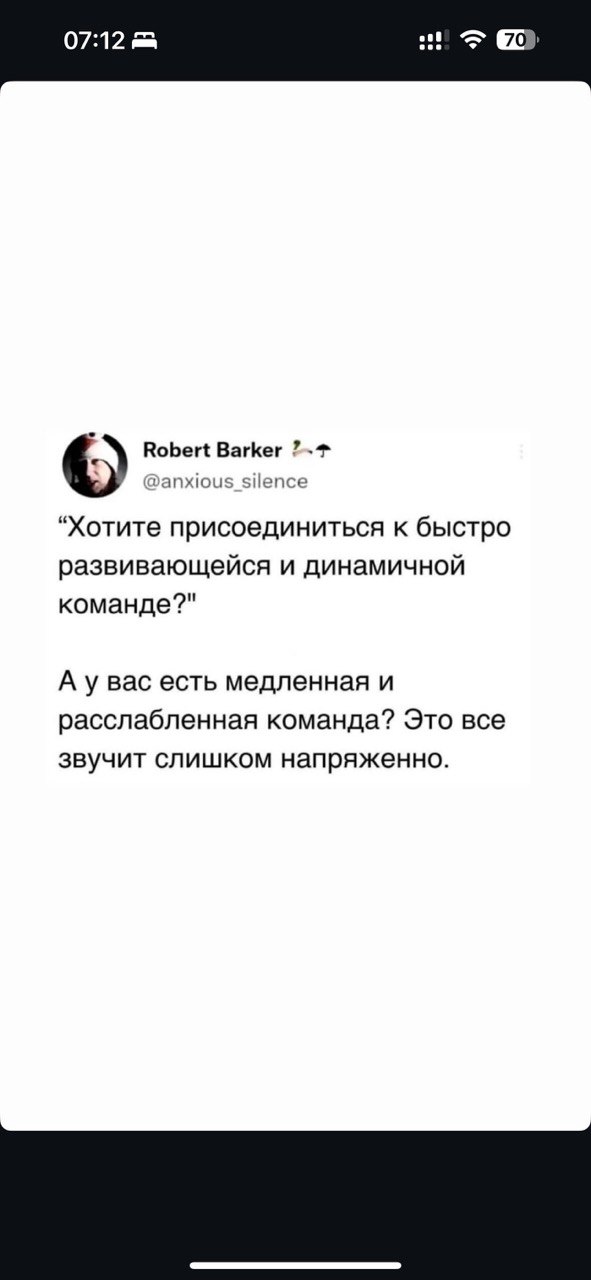 07:12
70
Robert Barker
@anxious_silence
“Хотите присоединиться к быстро
развивающейся и динамичной
команде?"
А у вас есть медленная и
расслабленная команда? Это все
звучит слишком напряженно.